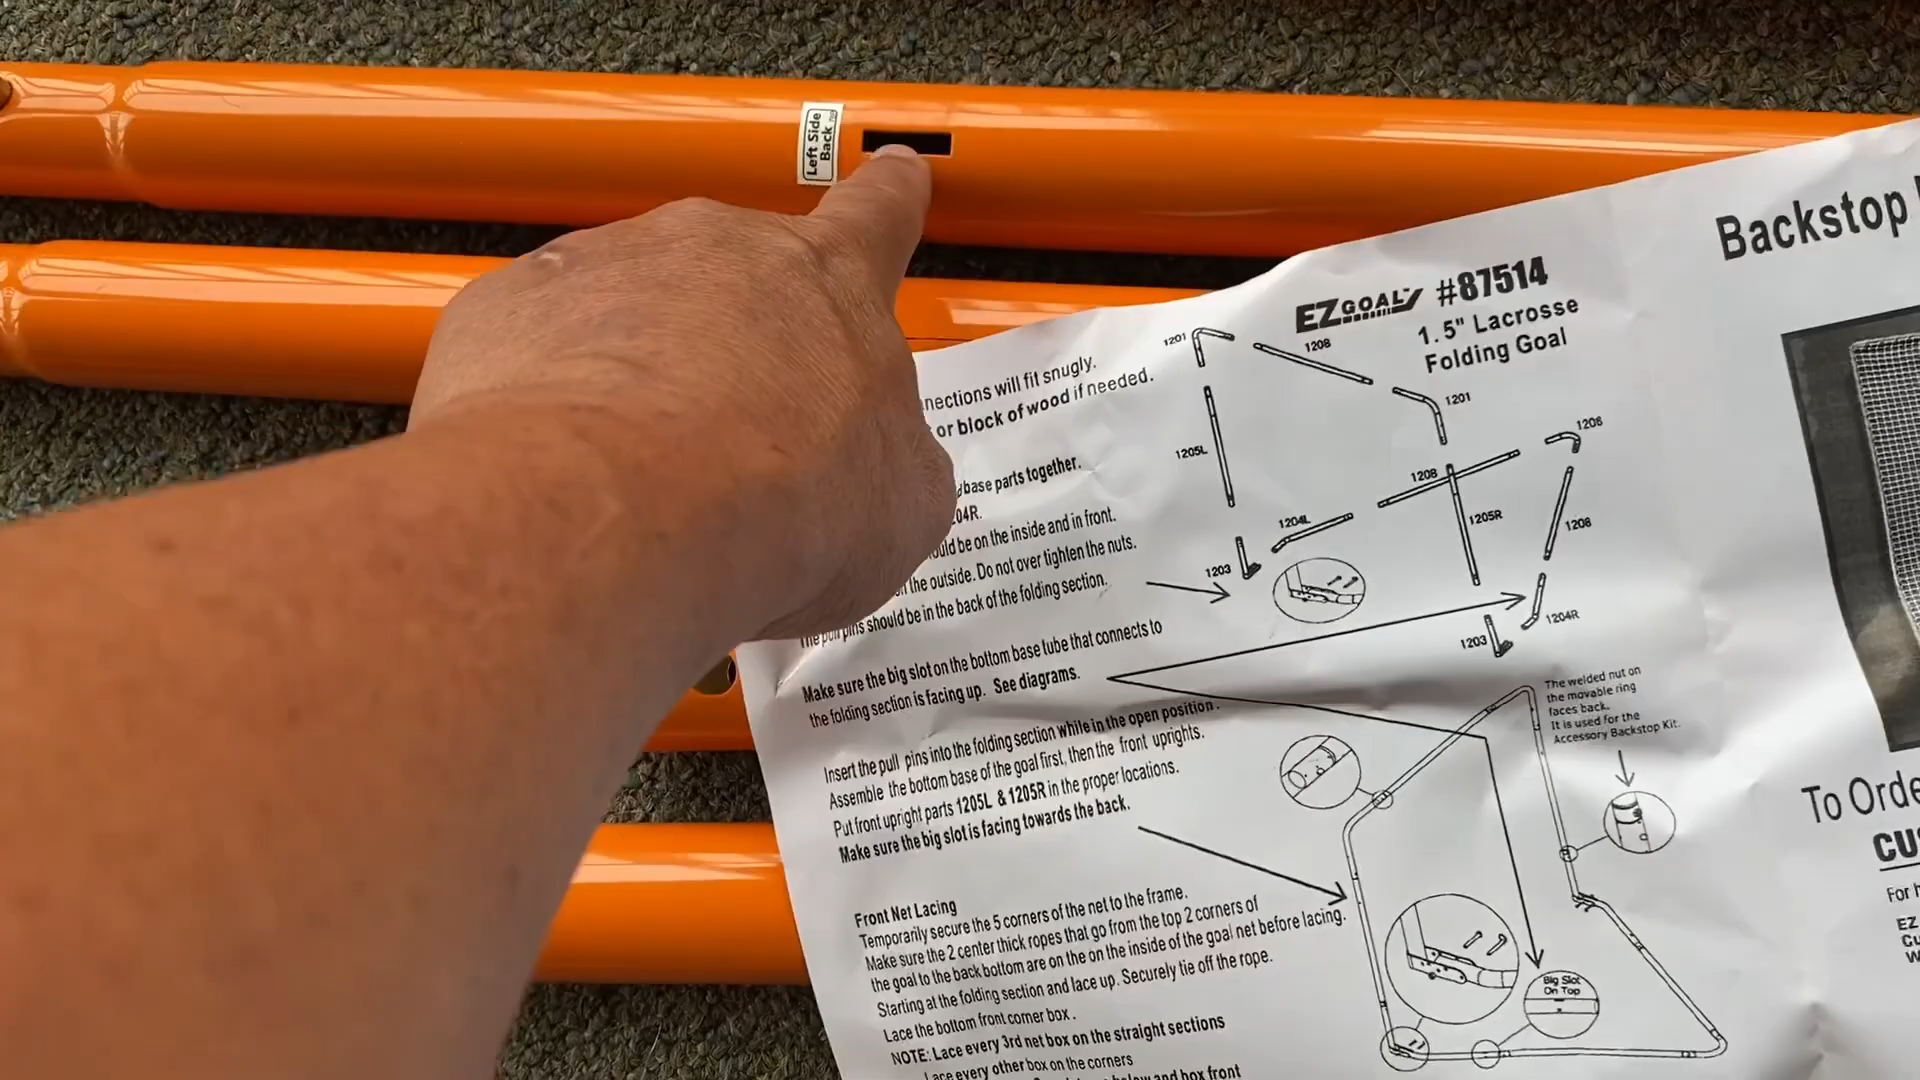 Left Side
Back
Backstop
EZGOAL #87514
1.5" Lacrosse
Folding Goal
nections will fit snugly.
or block of wood if needed.
base parts together.
04R.
uld be on the inside and in front.
the outside. Do not over tighten the nuts.
The pull pins should be in the back of the folding section.
Make sure the big slot on the bottom base tube that connects to
the folding section is facing up. See diagrams.
Insert the pull pins into the folding section while in the open position.
Assemble the bottom base of the goal first, then the front uprights.
Put front upright parts 1205L & 1205R in the proper locations.
Make sure the big slot is facing towards the back.
Front Net Lacing
Temporarily secure the 5 corners of the net to the frame.
Make sure the 2 center thick ropes that go from the top 2 corners of
the goal to the back bottom are on the on the inside of the goal net before lacing.
Starting at the folding section and lace up. Securely tie off the rope.
Lace the bottom front corner box.
NOTE: Lace every 3rd net box on the straight sections
Lace every other box on the corners
below and box front
1201
1208
1201
1206
1205L
1208
1204L
1205R
1208
1203
1204R
1203
The welded nut on
the movable ring
faces back.
It is used for the
Accessory Backstop Kit.
Big Slot
On Top
To Orde
CU
For h
EZ
Cu
W